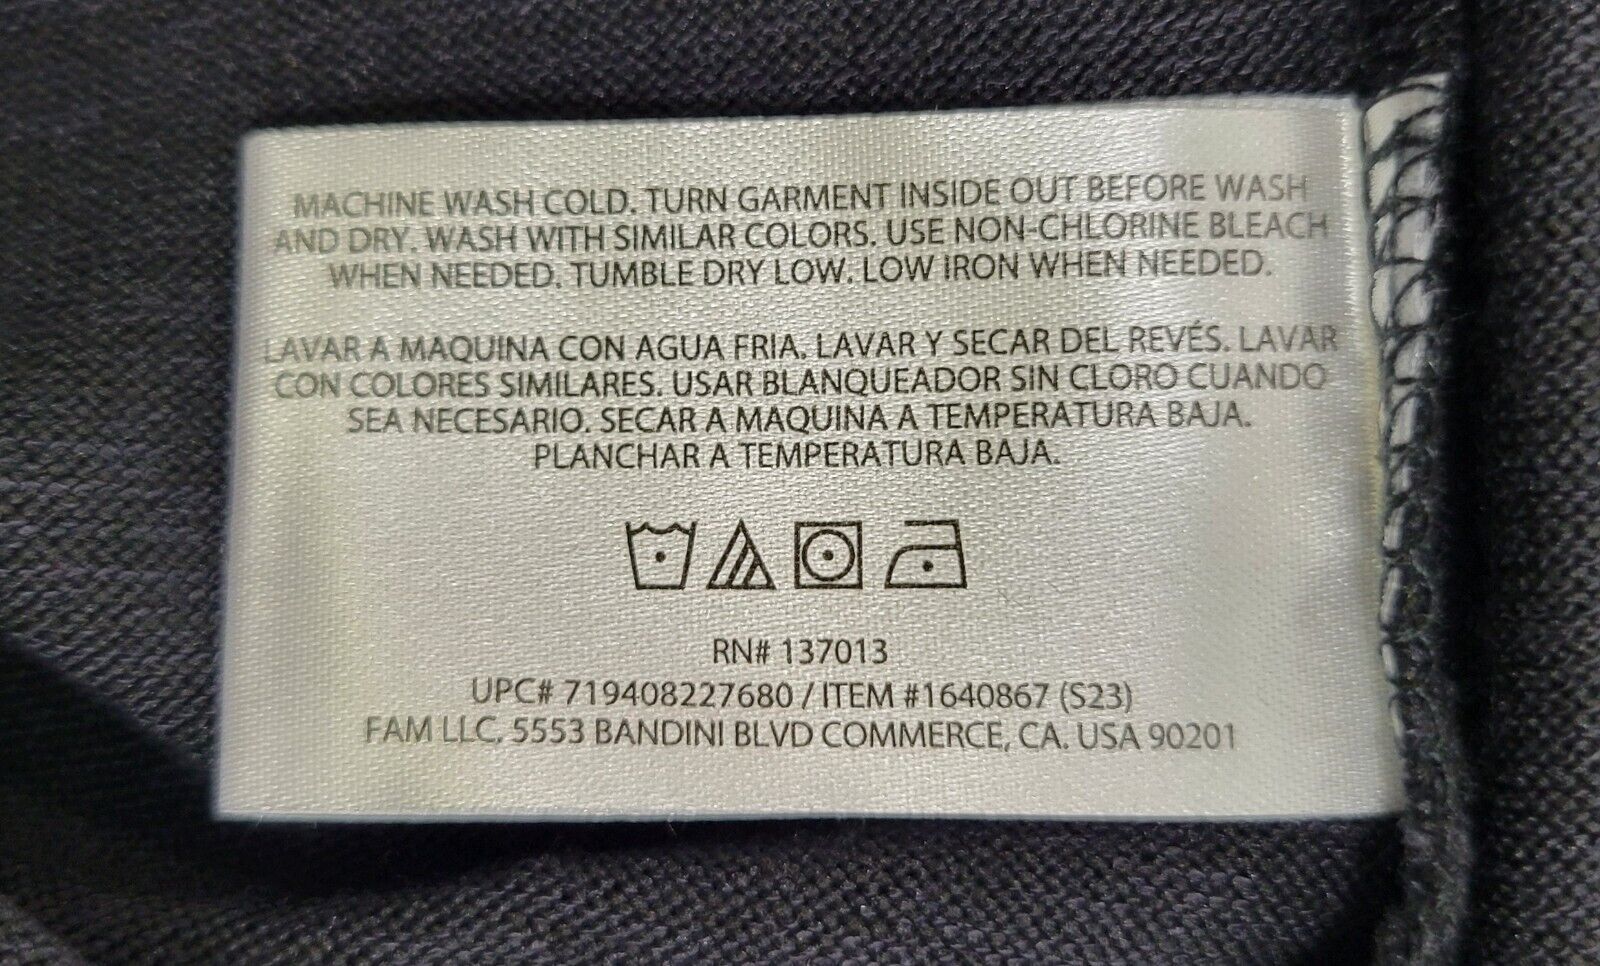 MACHINE WASH COLD. TURN GARMENT INSIDE OUT BEFORE WASH
AND DRY. WASH WITH SIMILAR COLORS. USE NON-CHLORINE BLEACH
WHEN NEEDED. TUMBLE DRY LOW. LOW IRON WHEN NEEDED.
LAVAR A MAQUINA CON AGUA FRIA. LAVAR Y SECAR DEL REVÉS. LAVAR
CON COLORES SIMILARES. USAR BLANQUEADOR SIN CLORO CUANDO
SEA NECESARIO. SECAR A MAQUINA A TEMPERATURA BAJA.
PLANCHAR A TEMPERATURA BAJA.
RN# 137013
UPC# 719408227680 / ITEM #1640867 (S23)
FAM LLC. 5553 BANDINI BLVD COMMERCE, CA. USA 90201